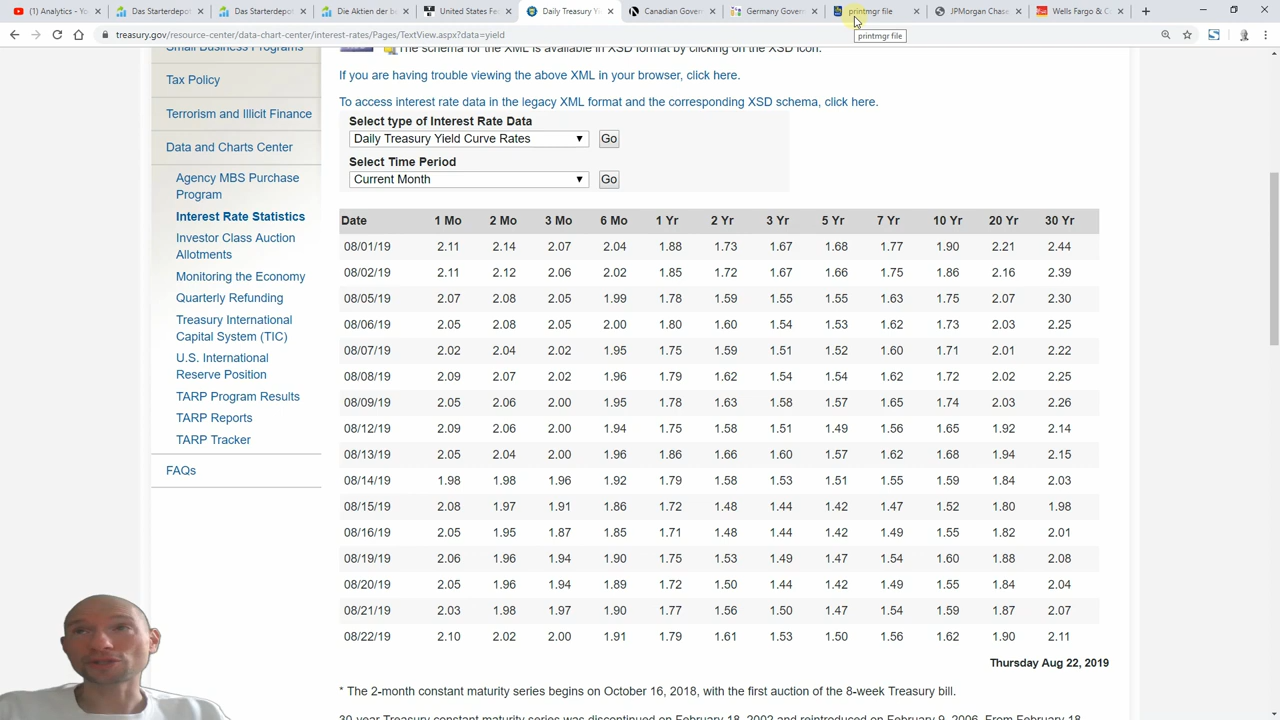 (1) Analytics - Yo
Das Starterdepo
Das Starterdepo
Die Aktien der b
United States Fe
Daily Treasury Yi
Canadian Gover
Germany Govern
printmgr file
JPMorgan Chase
Wells Fargo & C
treasury.gov/resource-center/data-chart-center/interest-rates/Pages/TextView.aspx?data=yield
printmgr file
Small Business Programs
Tax Policy
Terrorism and Illicit Finance
Data and Charts Center
Agency MBS Purchase
Program
Interest Rate Statistics
Investor Class Auction
Allotments
Monitoring the Economy
Quarterly Refunding
Treasury International
Capital System (TIC)
U.S. International
Reserve Position
TARP Program Results
TARP Reports
TARP Tracker
FAQs
The schema for the XML is available in XSD format by clicking on the XSD icon.
If you are having trouble viewing the above XML in your browser, click here.
To access interest rate data in the legacy XML format and the corresponding XSD schema, click here.
Select type of Interest Rate Data
Daily Treasury Yield Curve Rates Go
Select Time Period
Current Month Go
Date 1 Mo 2 Mo 3 Mo 6 Mo 1 Yr 2 Yr 3 Yr 5 Yr 7 Yr 10 Yr 20 Yr 30 Yr
08/01/19 2.11 2.14 2.07 2.04 1.88 1.73 1.67 1.68 1.77 1.90 2.21 2.44
08/02/19 2.11 2.12 2.06 2.02 1.85 1.72 1.67 1.66 1.75 1.86 2.16 2.39
08/05/19 2.07 2.08 2.05 1.99 1.78 1.59 1.55 1.55 1.63 1.75 2.07 2.30
08/06/19 2.05 2.08 2.05 2.00 1.80 1.60 1.54 1.53 1.62 1.73 2.03 2.25
08/07/19 2.02 2.04 2.02 1.95 1.75 1.59 1.51 1.52 1.60 1.71 2.01 2.22
08/08/19 2.09 2.07 2.02 1.96 1.79 1.62 1.54 1.54 1.62 1.72 2.02 2.25
08/09/19 2.05 2.06 2.00 1.95 1.78 1.63 1.58 1.57 1.65 1.74 2.03 2.26
08/12/19 2.09 2.06 2.00 1.94 1.75 1.58 1.51 1.49 1.56 1.65 1.92 2.14
08/13/19 2.05 2.04 2.00 1.96 1.86 1.66 1.60 1.57 1.62 1.68 1.94 2.15
08/14/19 1.98 1.98 1.96 1.92 1.79 1.58 1.53 1.51 1.55 1.59 1.84 2.03
08/15/19 2.08 1.97 1.91 1.86 1.72 1.48 1.44 1.42 1.47 1.52 1.80 1.98
08/16/19 2.05 1.95 1.87 1.85 1.71 1.48 1.44 1.42 1.49 1.55 1.82 2.01
08/19/19 2.06 1.96 1.94 1.90 1.75 1.53 1.49 1.47 1.54 1.60 1.88 2.08
08/20/19 2.05 1.96 1.94 1.89 1.72 1.50 1.44 1.42 1.49 1.55 1.84 2.04
08/21/19 2.03 1.98 1.97 1.90 1.77 1.56 1.50 1.47 1.54 1.59 1.87 2.07
08/22/19 2.10 2.02 2.00 1.91 1.79 1.61 1.53 1.50 1.56 1.62 1.90 2.11
Thursday Aug 22, 2019
* The 2-month constant maturity series begins on October 16, 2018, with the first auction of the 8-week Treasury bill.
30-year Treasury constant maturity series was discontinued on February 18, 2002 and reintroduced on February 9, 2006. From February 18,